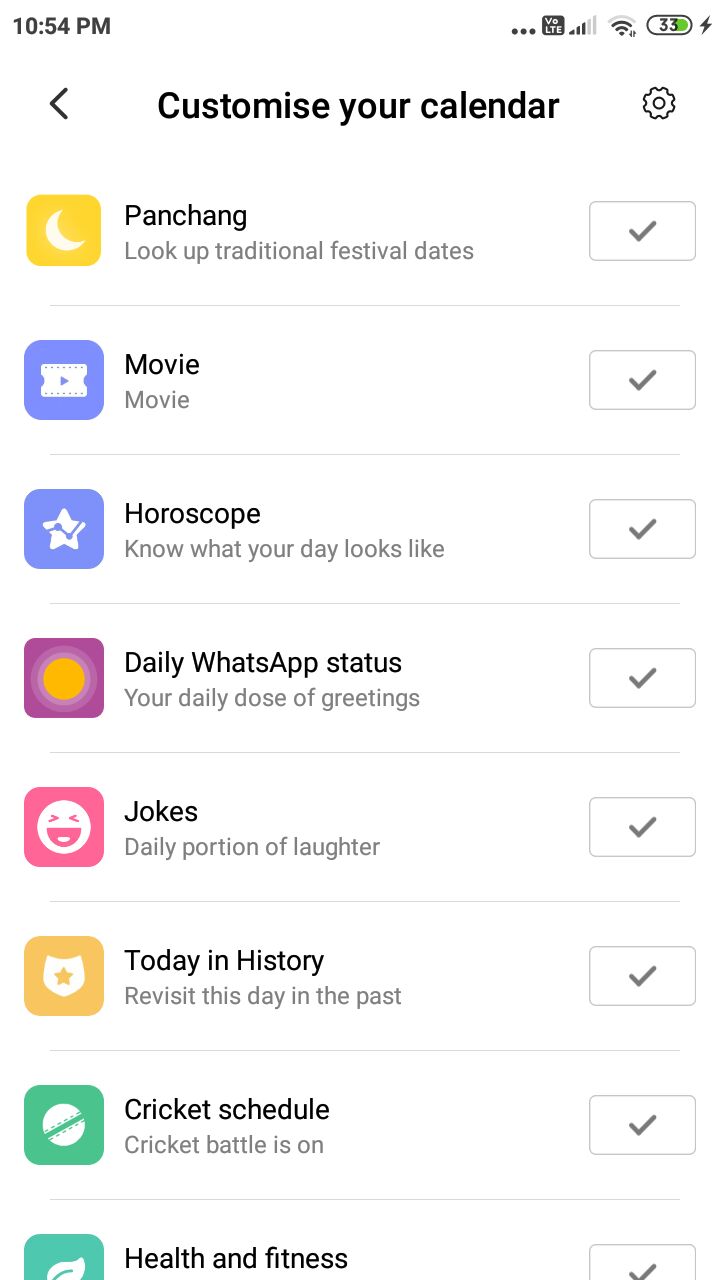 10:54 PM
Vo LTE
33
Customise your calendar
Panchang
Look up traditional festival dates
Movie
Movie
Horoscope
Know what your day looks like
Daily WhatsApp status
Your daily dose of greetings
Jokes
Daily portion of laughter
Today in History
Revisit this day in the past
Cricket schedule
Cricket battle is on
Health and fitness